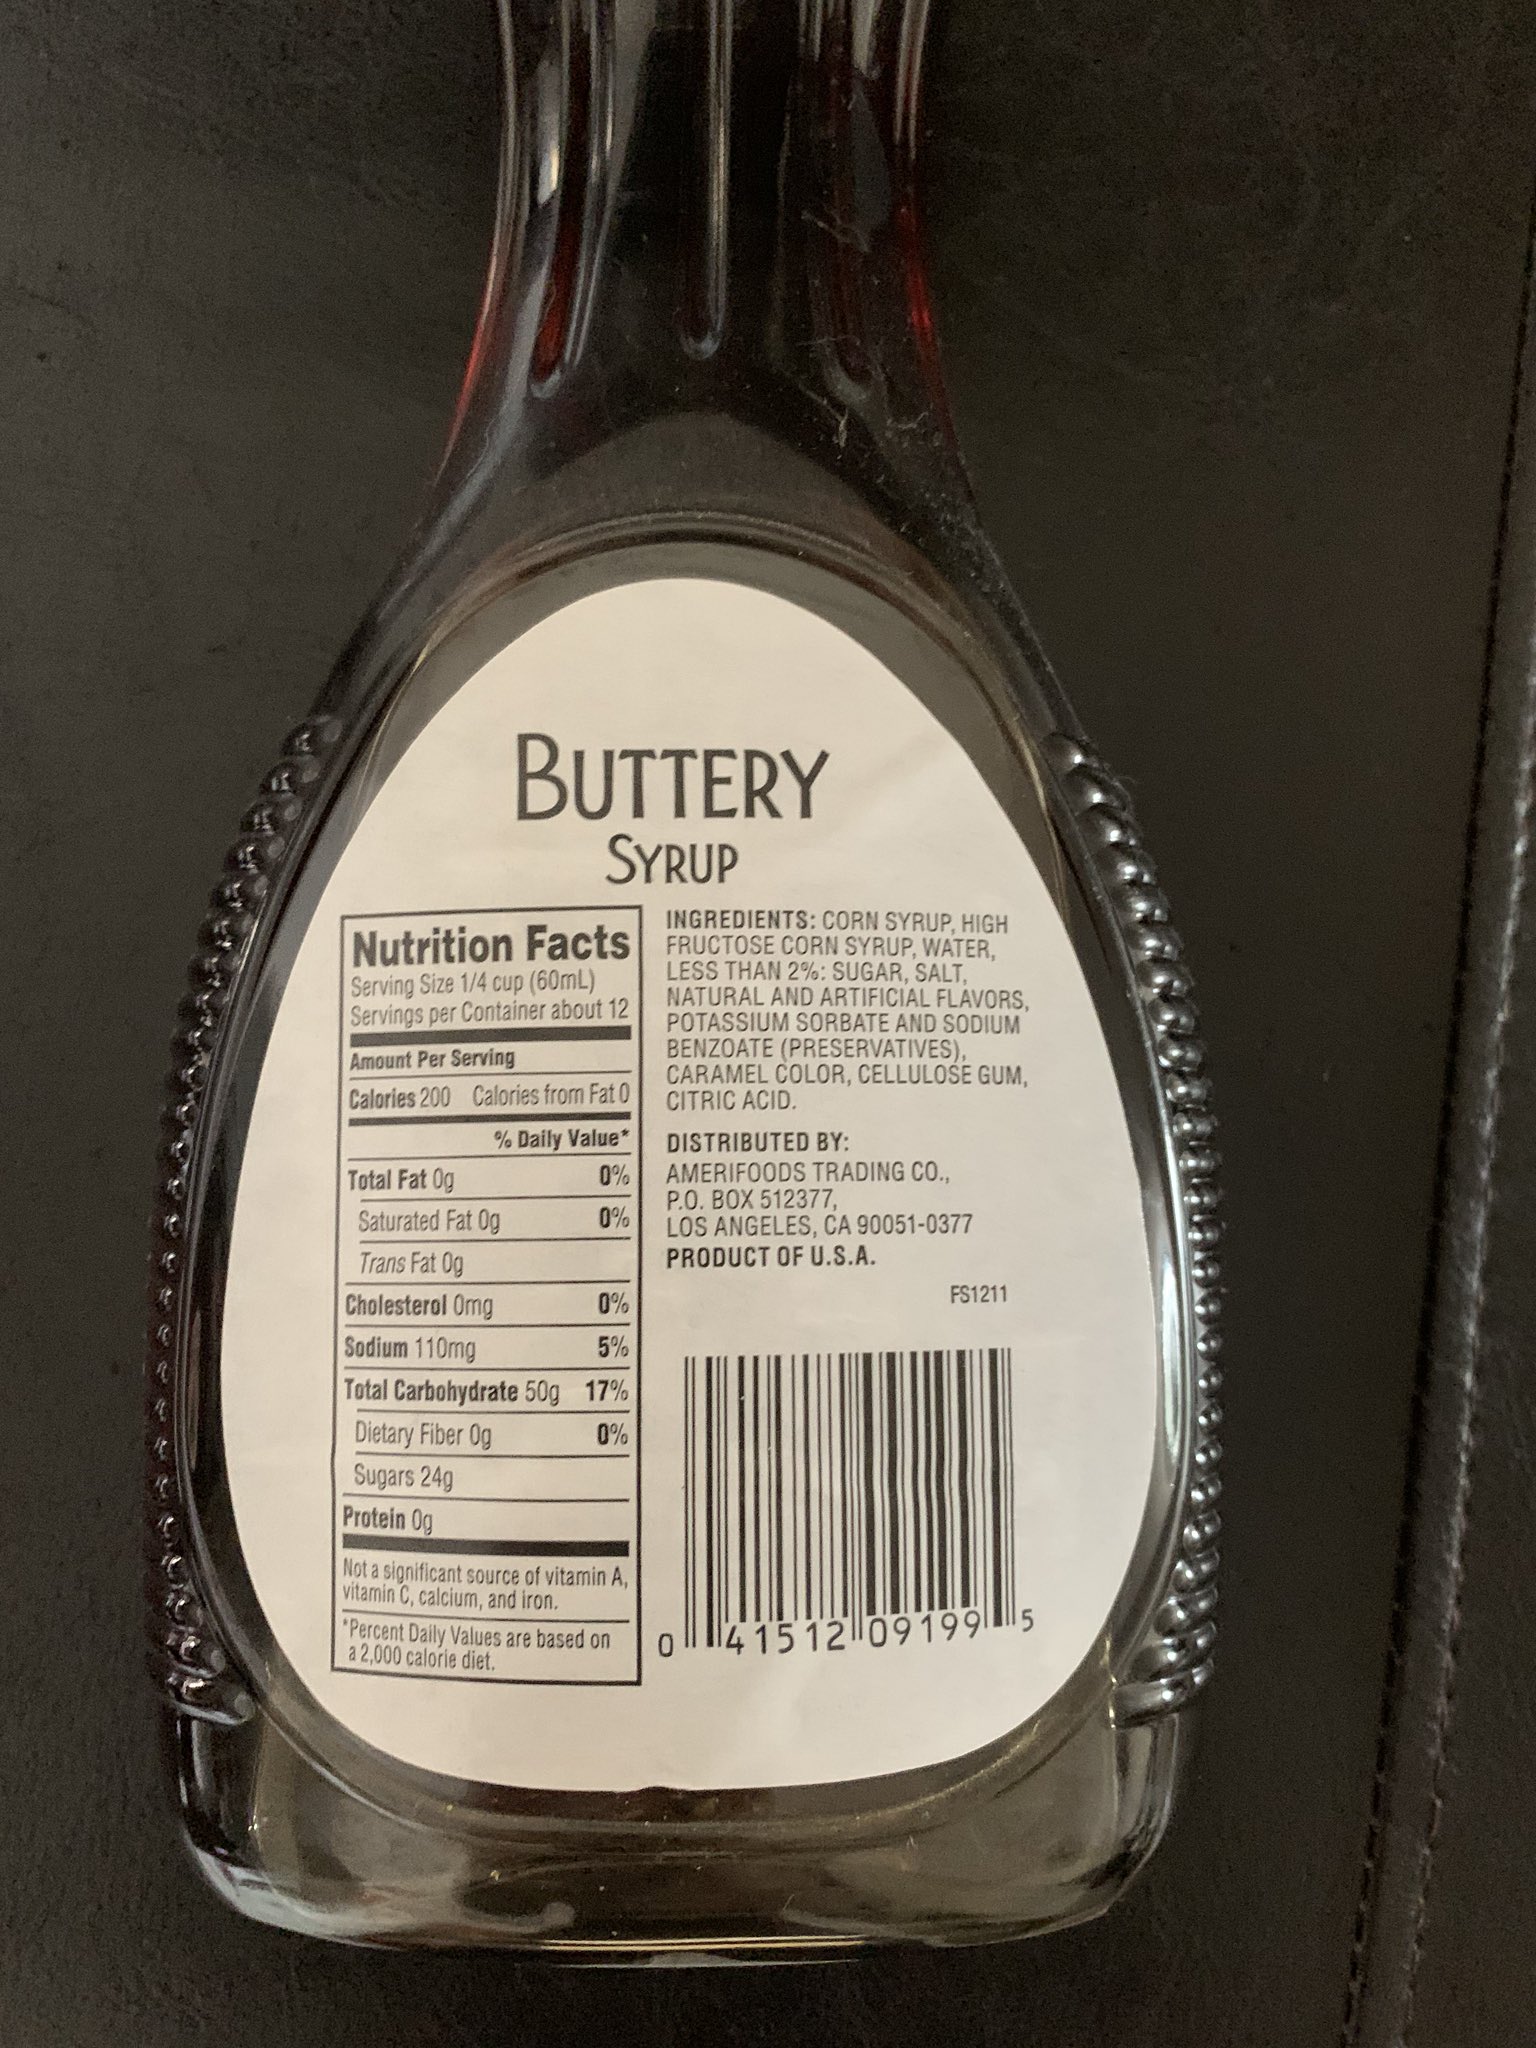 BUTTERY
SYRUP
Nutrition Facts
Serving Size 1/4 cup (60mL)
Servings per Container about 12
Amount Per Serving
Calories 200 Calories from Fat 0
% Daily Value*
Total Fat 0g 0%
Saturated Fat 0g 0%
Trans Fat 0g
Cholesterol 0mg 0%
Sodium 110mg 5%
Total Carbohydrate 50g 17%
Dietary Fiber 0g 0%
Sugars 24g
Protein 0g
Not a significant source of vitamin A,
vitamin C, calcium, and iron.
*Percent Daily Values are based on
a 2,000 calorie diet.
INGREDIENTS: CORN SYRUP, HIGH
FRUCTOSE CORN SYRUP, WATER,
LESS THAN 2%: SUGAR, SALT,
NATURAL AND ARTIFICIAL FLAVORS,
POTASSIUM SORBATE AND SODIUM
BENZOATE (PRESERVATIVES),
CARAMEL COLOR, CELLULOSE GUM,
CITRIC ACID.
DISTRIBUTED BY:
AMERIFOODS TRADING CO.,
P.O. BOX 512377,
LOS ANGELES, CA 90051-0377
PRODUCT OF U.S.A.
FS1211
0 41512 09199 5